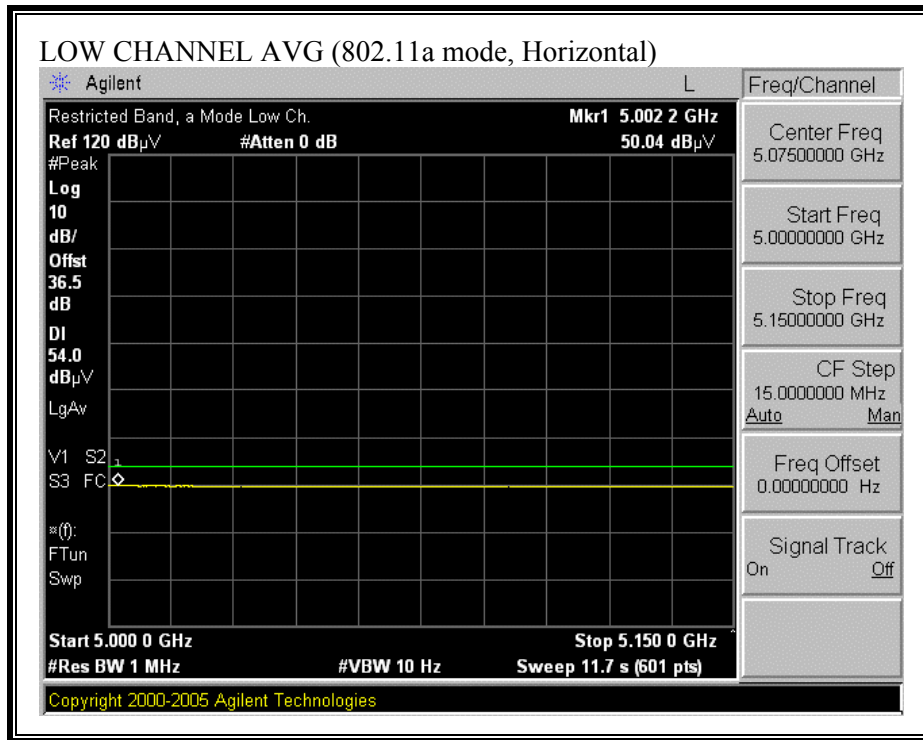 LOW CHANNEL AVG (802.11a mode, Horizontal)
Agilent L
Restricted Band, a Mode Low Ch. Mkr1 5.002 2 GHz
Ref 120 dBµV #Atten 0 dB 50.04 dBµV
#Peak
Log
10
dB/
Offst
36.5
dB
DI
54.0
dBµV
LgAv
V1 S2
1
S3 FC
¤(f):
FTun
Swp
Start 5.000 0 GHz Stop 5.150 0 GHz ^
#Res BW 1 MHz #VBW 10 Hz Sweep 11.7 s (601 pts)
Copyright 2000-2005 Agilent Technologies
Freq/Channel
Center Freq
5.07500000 GHz
Start Freq
5.00000000 GHz
Stop Freq
5.15000000 GHz
CF Step
15.0000000 MHz
Auto Man
Freq Offset
0.00000000 Hz
Signal Track
On Off